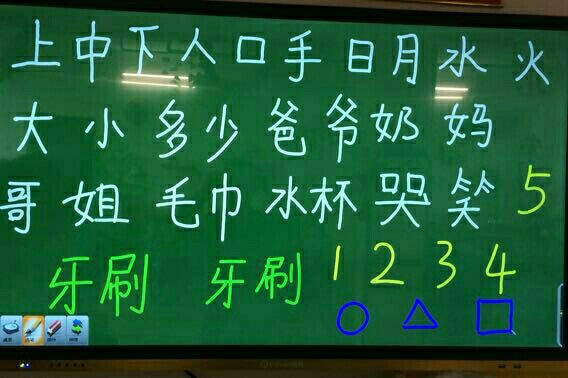 上中下人口手日月水火
大小多少爸爷奶妈
哥姐毛巾水杯哭笑5
牙刷 牙刷 1 2 3 4